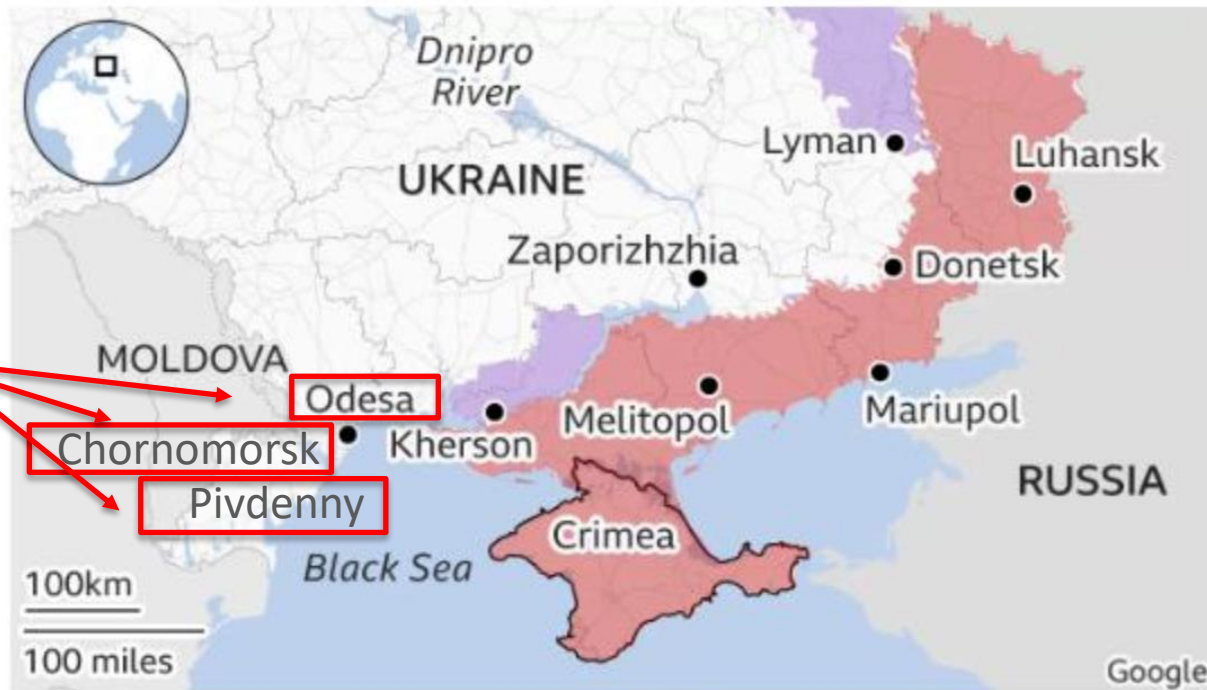 Dnipro
River
Lyman
Luhansk
UKRAINE
Zaporizhzhia
Donetsk
MOLDOVA
Odesa
Melitopol
Mariupol
Chornomorsk
Kherson
Pivdenny
RUSSIA
Crimea
Black Sea
100km
100 miles
Google